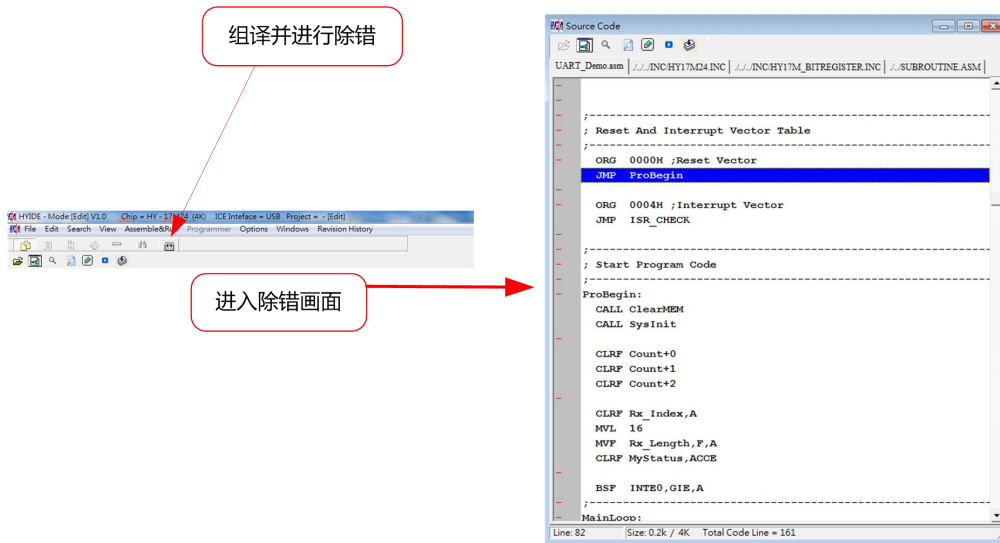 组译并进行除错
HYIDE - Mode:[Edit] V1.0 Chip = HY - 17M24 (4K) ICE Inteface = USB Project = - [Edit]
File Edit Search View Assemble&Run Programmer Options Windows Revision History
进入除错画面
Source Code
UART_Demo.asm ./../../INC/HY17M24.INC ./../../INC/HY17M_BITREGISTER.INC ./../SUBROUTINE.ASM
;----------------------------------------------------------
; Reset And Interrupt Vector Table
;----------------------------------------------------------
ORG 0000H ;Reset Vector
JMP ProBegin
ORG 0004H ;Interrupt Vector
JMP ISR_CHECK
;----------------------------------------------------------
; Start Program Code
;----------------------------------------------------------
ProBegin:
CALL ClearMEM
CALL SysInit
CLRF Count+0
CLRF Count+1
CLRF Count+2
CLRF Rx_Index,A
MVL 16
MVF Rx_Length,F,A
CLRF MyStatus,ACCE
BSF INTE0,GIE,A
;----------------------------------------------------------
MainLoop:
Line: 82 Size: 0.2k / 4K Total Code Line = 161